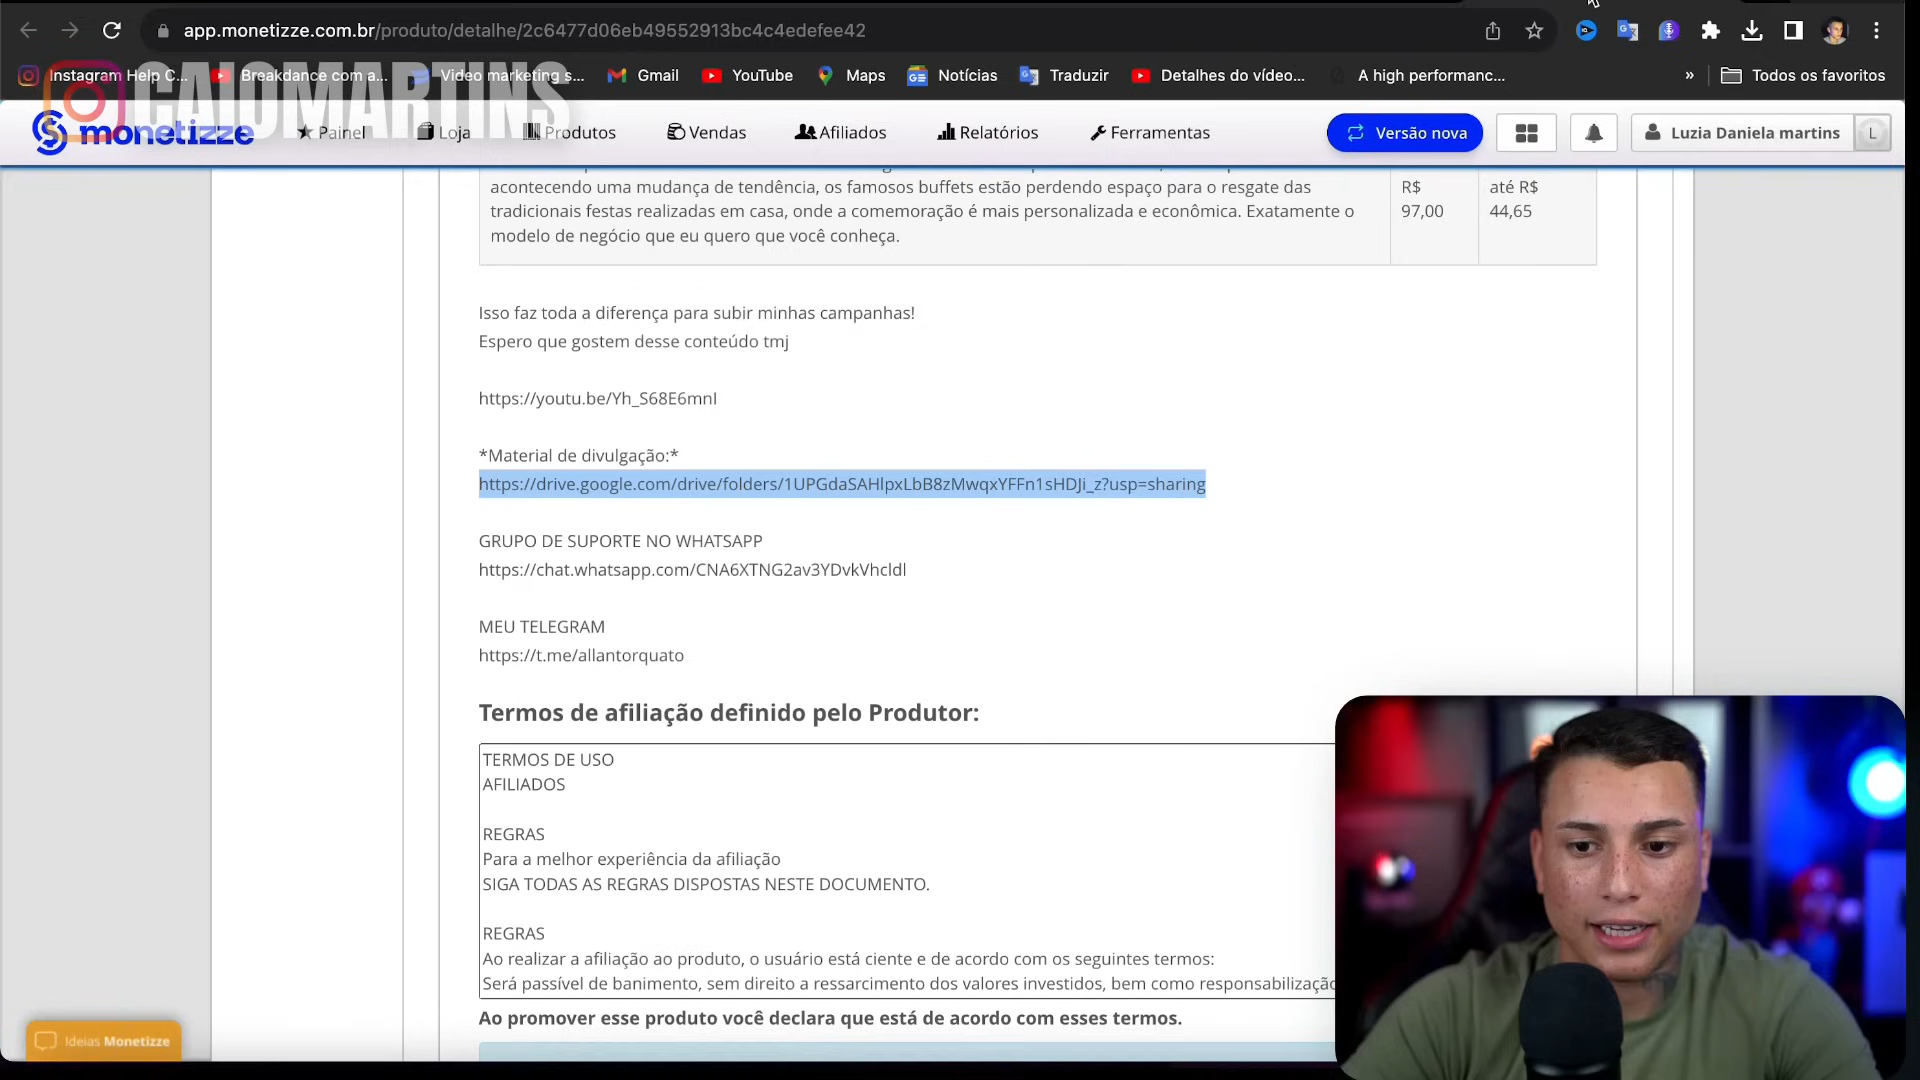 app.monetizze.com.br/produto/detalhe/2c6477d06eb49552913bc4c4edefee42
Instagram Help C...
Breakdance com a...
Video marketing s...
Gmail
YouTube
Maps
Notícias
Traduzir
Detalhes do vídeo...
A high performanc...
»
Todos os favoritos
CAIOMARTINS
monetizze
Painel
Loja
Produtos
Vendas
Afiliados
Relatórios
Ferramentas
Versão nova
Luzia Daniela martins
L
acontecendo uma mudança de tendência, os famosos buffets estão perdendo espaço para o resgate das
tradicionais festas realizadas em casa, onde a comemoração é mais personalizada e econômica. Exatamente o
modelo de negócio que eu quero que você conheça.
R$
97,00
até R$
44,65
Isso faz toda a diferença para subir minhas campanhas!
Espero que gostem desse conteúdo tmj
https://youtu.be/Yh_S68E6mnI
*Material de divulgação:*
https://drive.google.com/drive/folders/1UPGdaSAHlpxLbB8zMwqxYFFn1sHDJi_z?usp=sharing
GRUPO DE SUPORTE NO WHATSAPP
https://chat.whatsapp.com/CNA6XTNG2av3YDvkVhcldl
MEU TELEGRAM
https://t.me/allantorquato
Termos de afiliação definido pelo Produtor:
TERMOS DE USO
AFILIADOS
REGRAS
Para a melhor experiência da afiliação
SIGA TODAS AS REGRAS DISPOSTAS NESTE DOCUMENTO.
REGRAS
Ao realizar a afiliação ao produto, o usuário está ciente e de acordo com os seguintes termos:
Será passível de banimento, sem direito a ressarcimento dos valores investidos, bem como responsabilização
Ao promover esse produto você declara que está de acordo com esses termos.
Ideias Monetizze